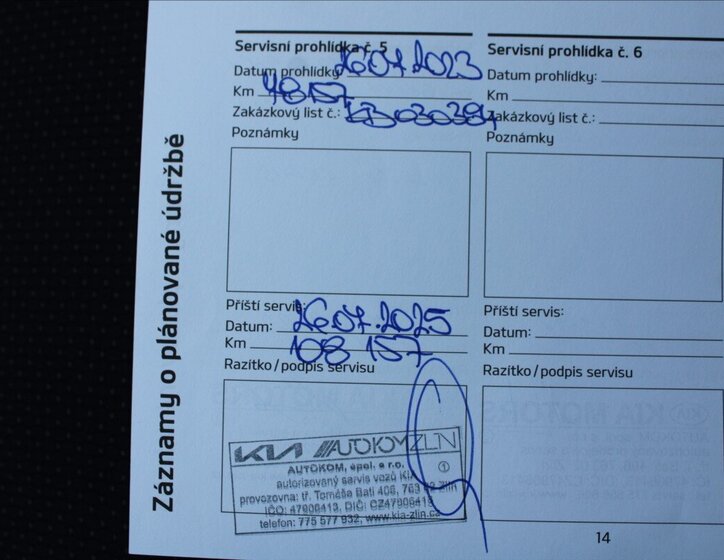 Záznamy o plánované údržbě
Servisní prohlídka č. 5
Datum prohlídky 26.07.2023
Km 48157
Zakázkový list č.:
Poznámky
Příští servis:
Datum: 26.07.2025
Km 108 157
Razítko/podpis servisu
KIA AUTOKOM ZLIN
AUTOKOM, spol. s r.o. 1
autorizovaný servis vozů KIA
provozovna: tř. Tomáše Bati 406, 763 02 Zlín
IČO: 47906413, DIČ: CZ47906413
telefon: 775 577 932, www.kia-zlin.cz
Servisní prohlídka č. 6
Datum prohlídky:
Km
Zakázkový list č.:
Poznámky
Příští servis:
Datum:
Km
Razítko/podpis servisu
14